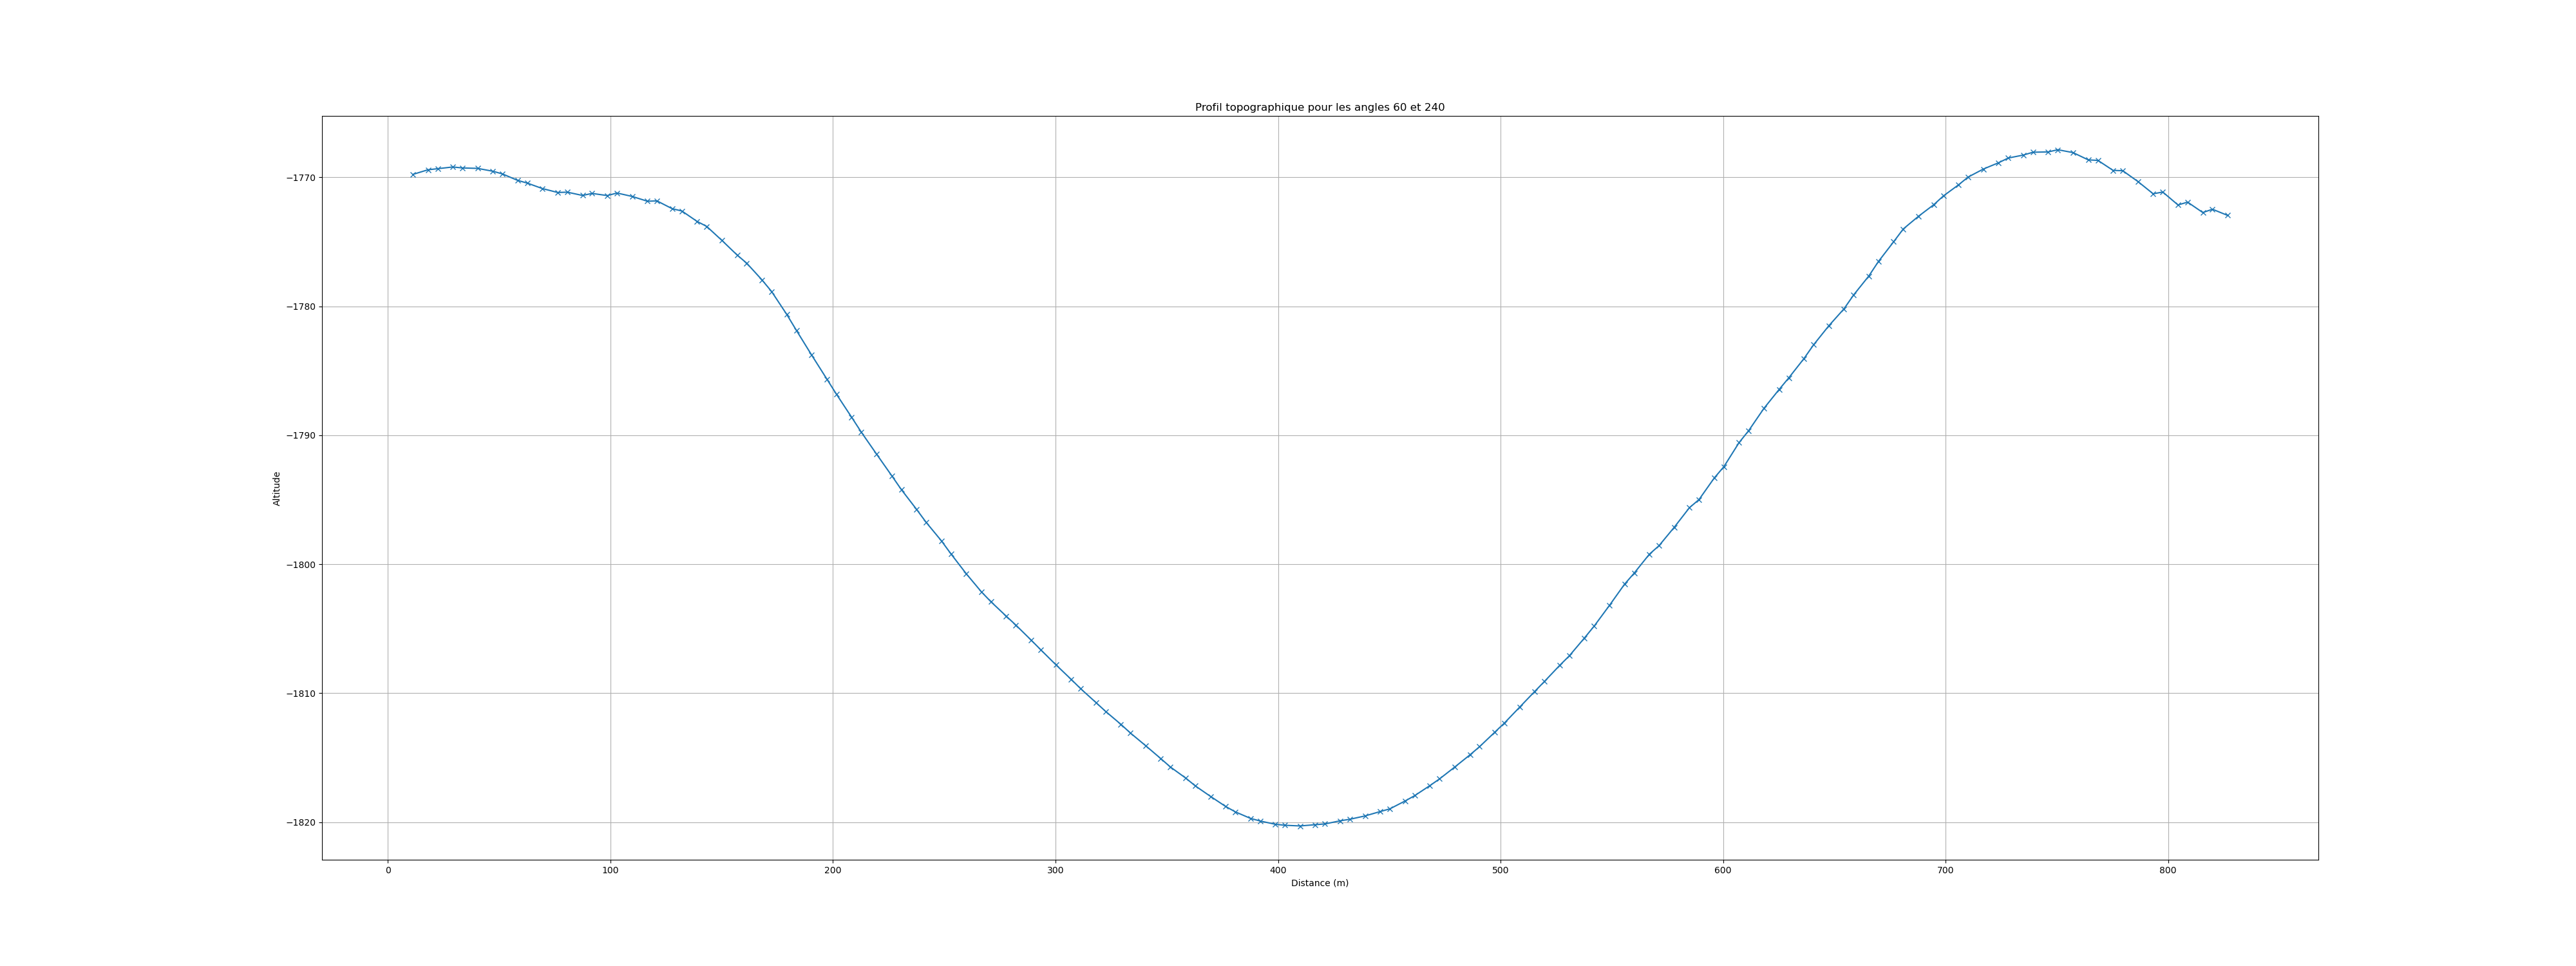 Profil topographique pour les angles 60 et 240
Altitude
−1770
−1780
−1790
−1800
−1810
−1820
0 100 200 300 400 500 600 700 800
Distance (m)